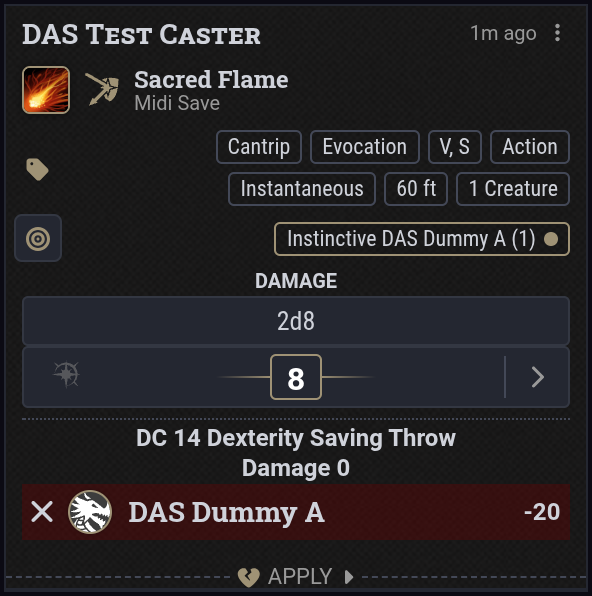 DAS Test Caster 1m ago
Sacred Flame
Midi Save
Cantrip Evocation V, S Action
Instantaneous 60 ft 1 Creature
Instinctive DAS Dummy A (1)
DAMAGE
2d8
8
DC 14 Dexterity Saving Throw
Damage 0
DAS Dummy A -20
APPLY